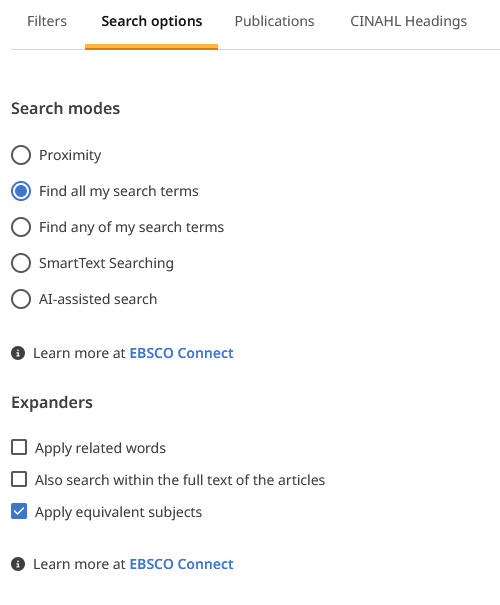 Filters Search options Publications CINAHL Headings
Search modes
Proximity
Find all my search terms
Find any of my search terms
SmartText Searching
AI-assisted search
Learn more at EBSCO Connect
Expanders
Apply related words
Also search within the full text of the articles
Apply equivalent subjects
Learn more at EBSCO Connect